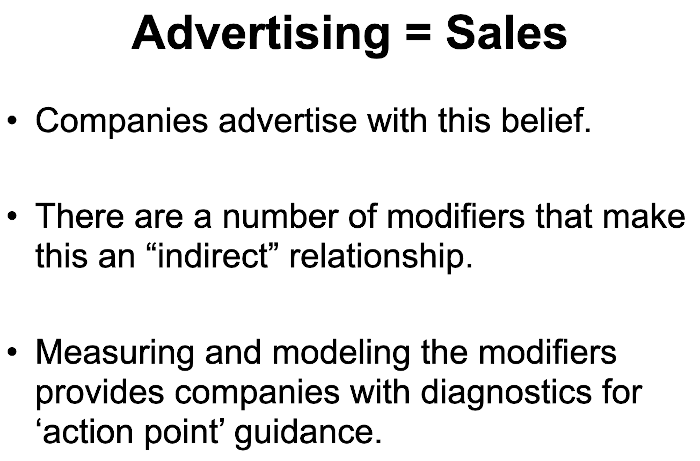 Advertising = Sales
• Companies advertise with this belief.
• There are a number of modifiers that make
this an “indirect” relationship.
• Measuring and modeling the modifiers
provides companies with diagnostics for
‘action point’ guidance.